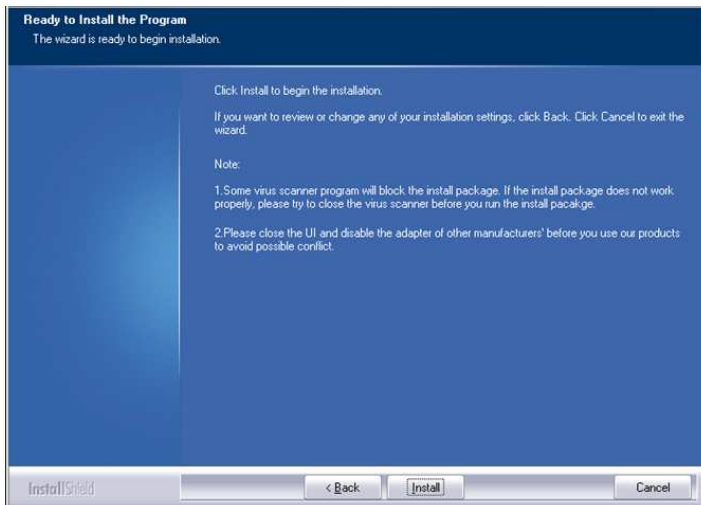 Ready to Install the Program
The wizard is ready to begin installation.
Click Install to begin the installation.
If you want to review or change any of your installation settings, click Back. Click Cancel to exit the
wizard.
Note:
1.Some virus scanner program will block the install package. If the install package does not work
properly, please try to close the virus scanner before you run the install pacakge.
2.Please close the UI and disable the adapter of other manufacturers' before you use our products
to avoid possible conflict.
InstallShield
< Back
Install
Cancel